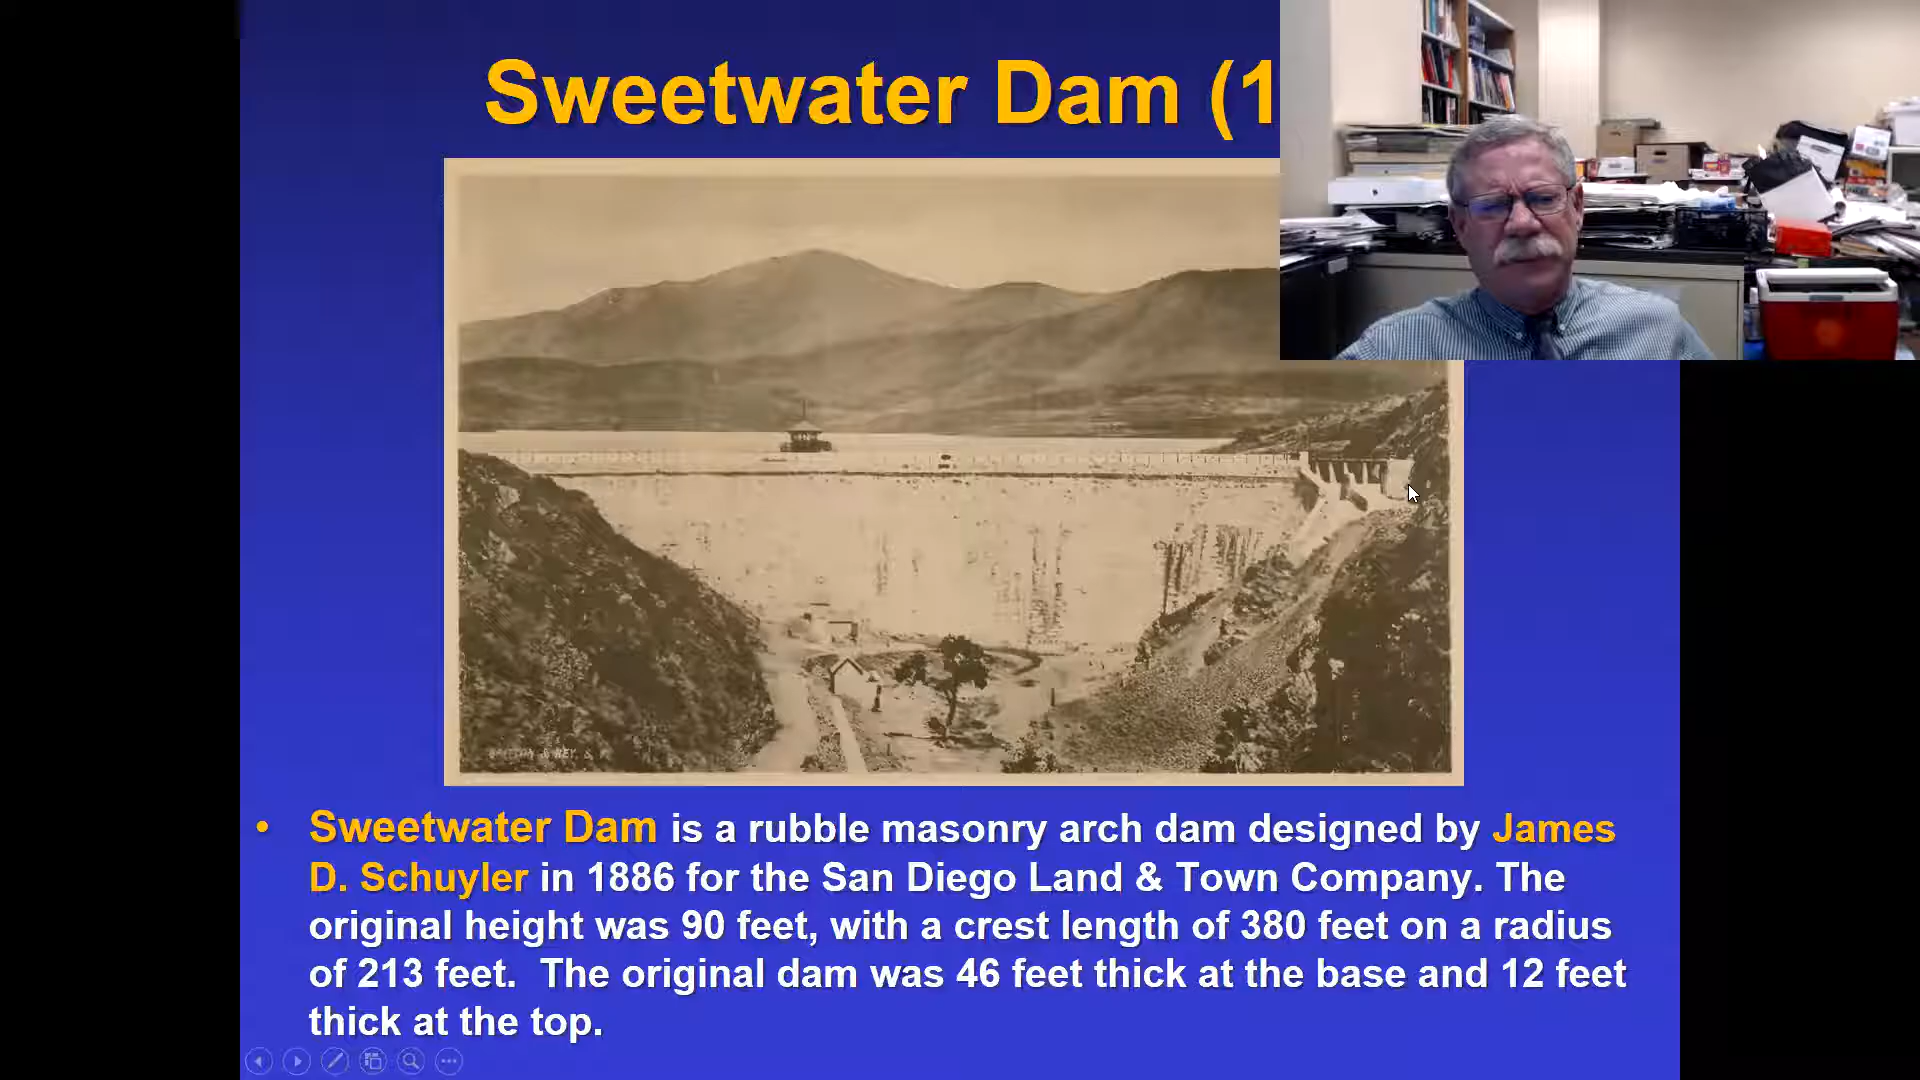 Sweetwater Dam (1
• Sweetwater Dam is a rubble masonry arch dam designed by James
D. Schuyler in 1886 for the San Diego Land & Town Company. The
original height was 90 feet, with a crest length of 380 feet on a radius
of 213 feet.  The original dam was 46 feet thick at the base and 12 feet
thick at the top.